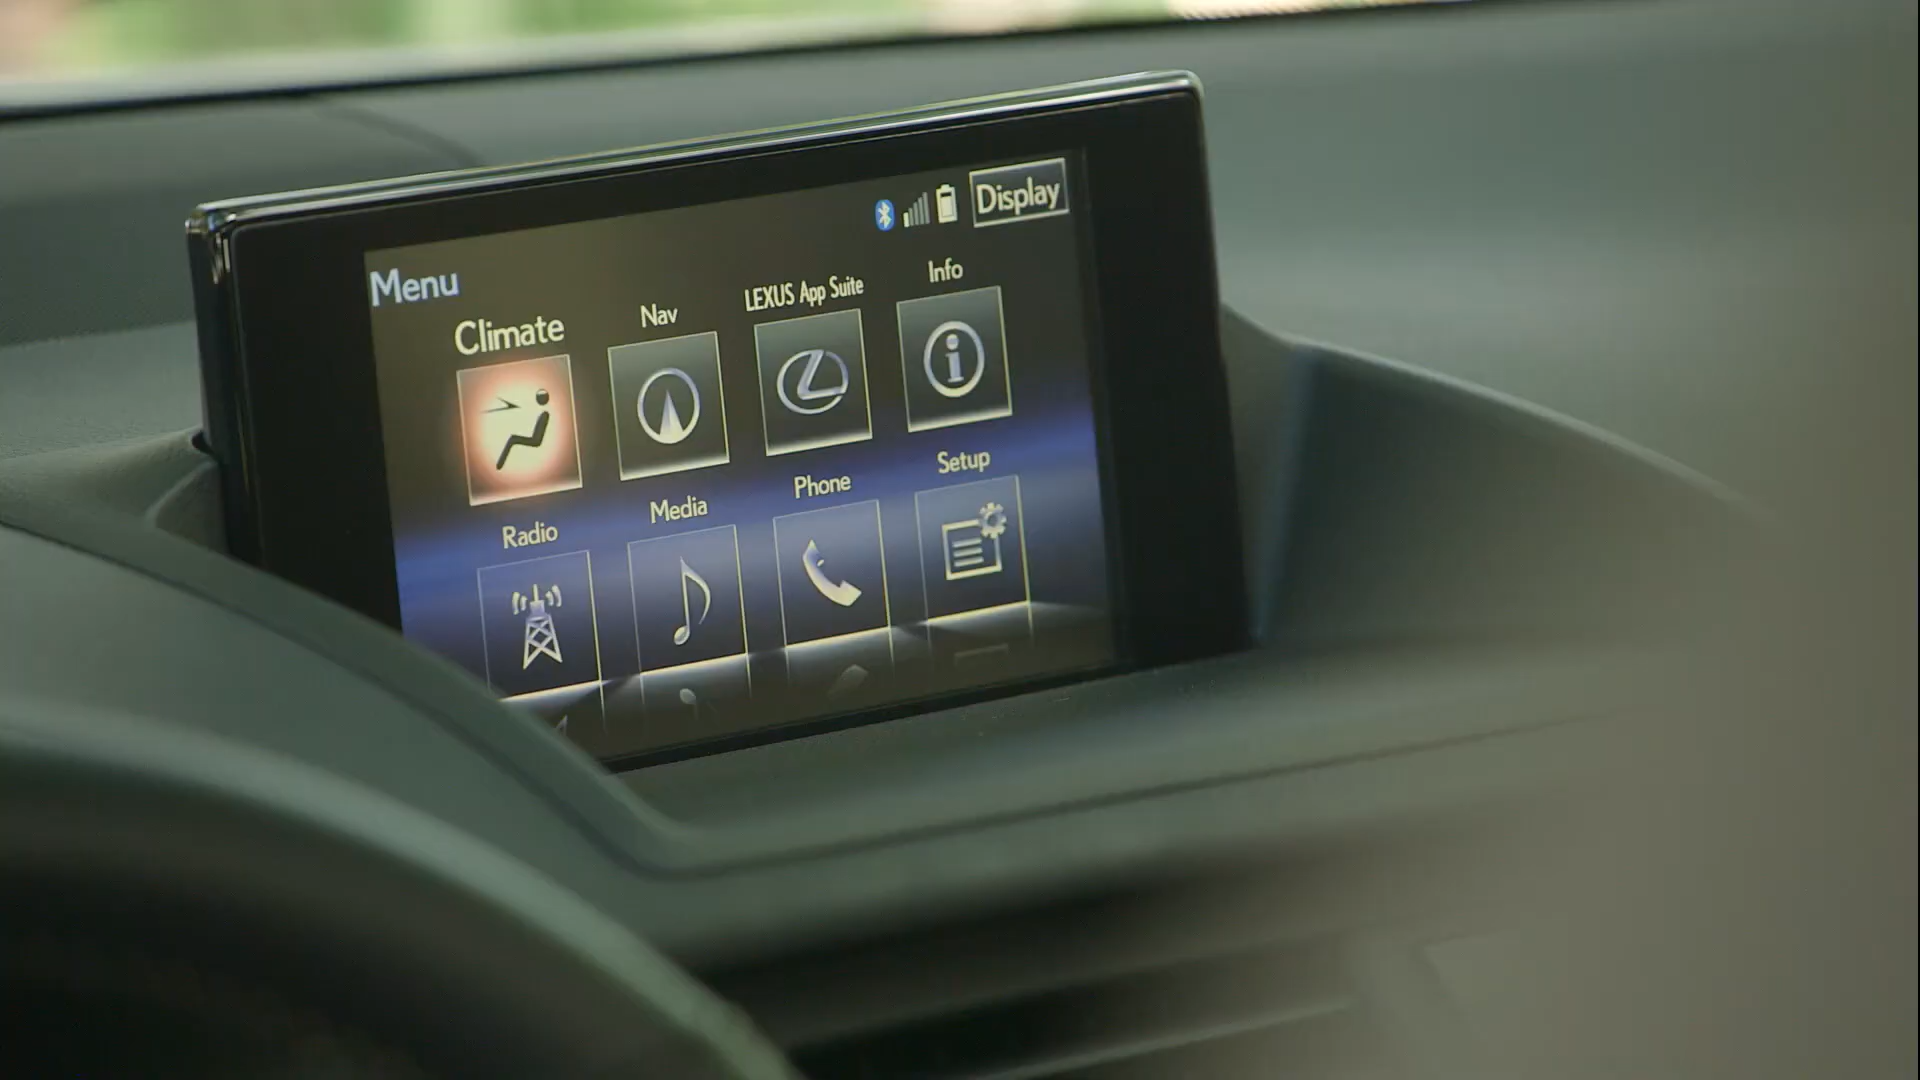 Display
Menu
Climate
Nav
LEXUS App Suite
Info
Radio
Media
Phone
Setup